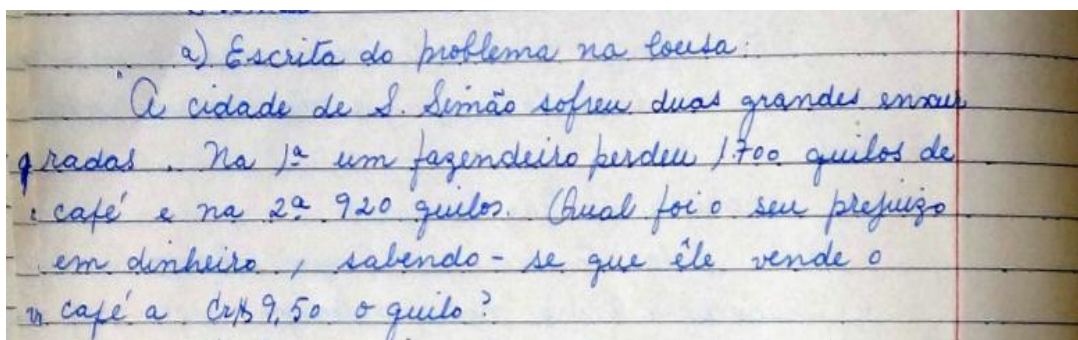 a) Escrita do problema na lousa:
"A cidade de S. Simão sofreu duas grandes enxur
radas. Na 1ª um fazendeiro perdeu 1.700 quilos de
café e na 2ª 920 quilos. Qual foi o seu prejuizo
em dinheiro, sabendo-se que êle vende o
café a Cr$ 9,50 o quilo?